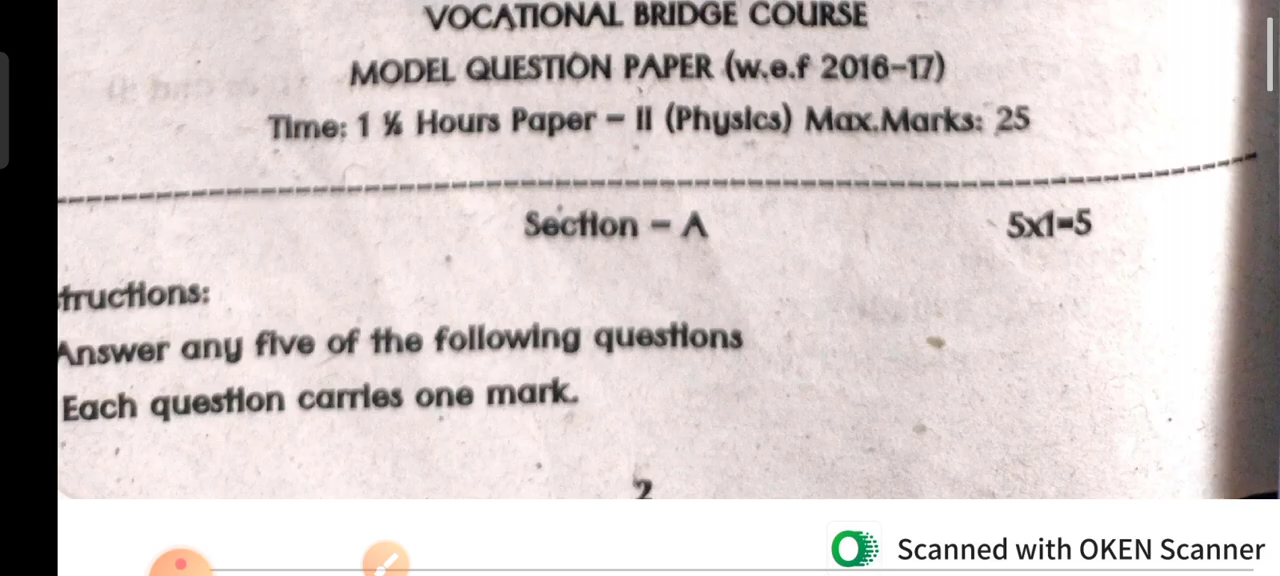 VOCATIONAL BRIDGE COURSE
MODEL QUESTION PAPER (w.e.f 2016-17)
Time: 1 ½ Hours Paper - II (Physics) Max.Marks: 25
Section - A 5x1=5
tructions:
Answer any five of the following questions
Each question carries one mark.
2
Scanned with OKEN Scanner